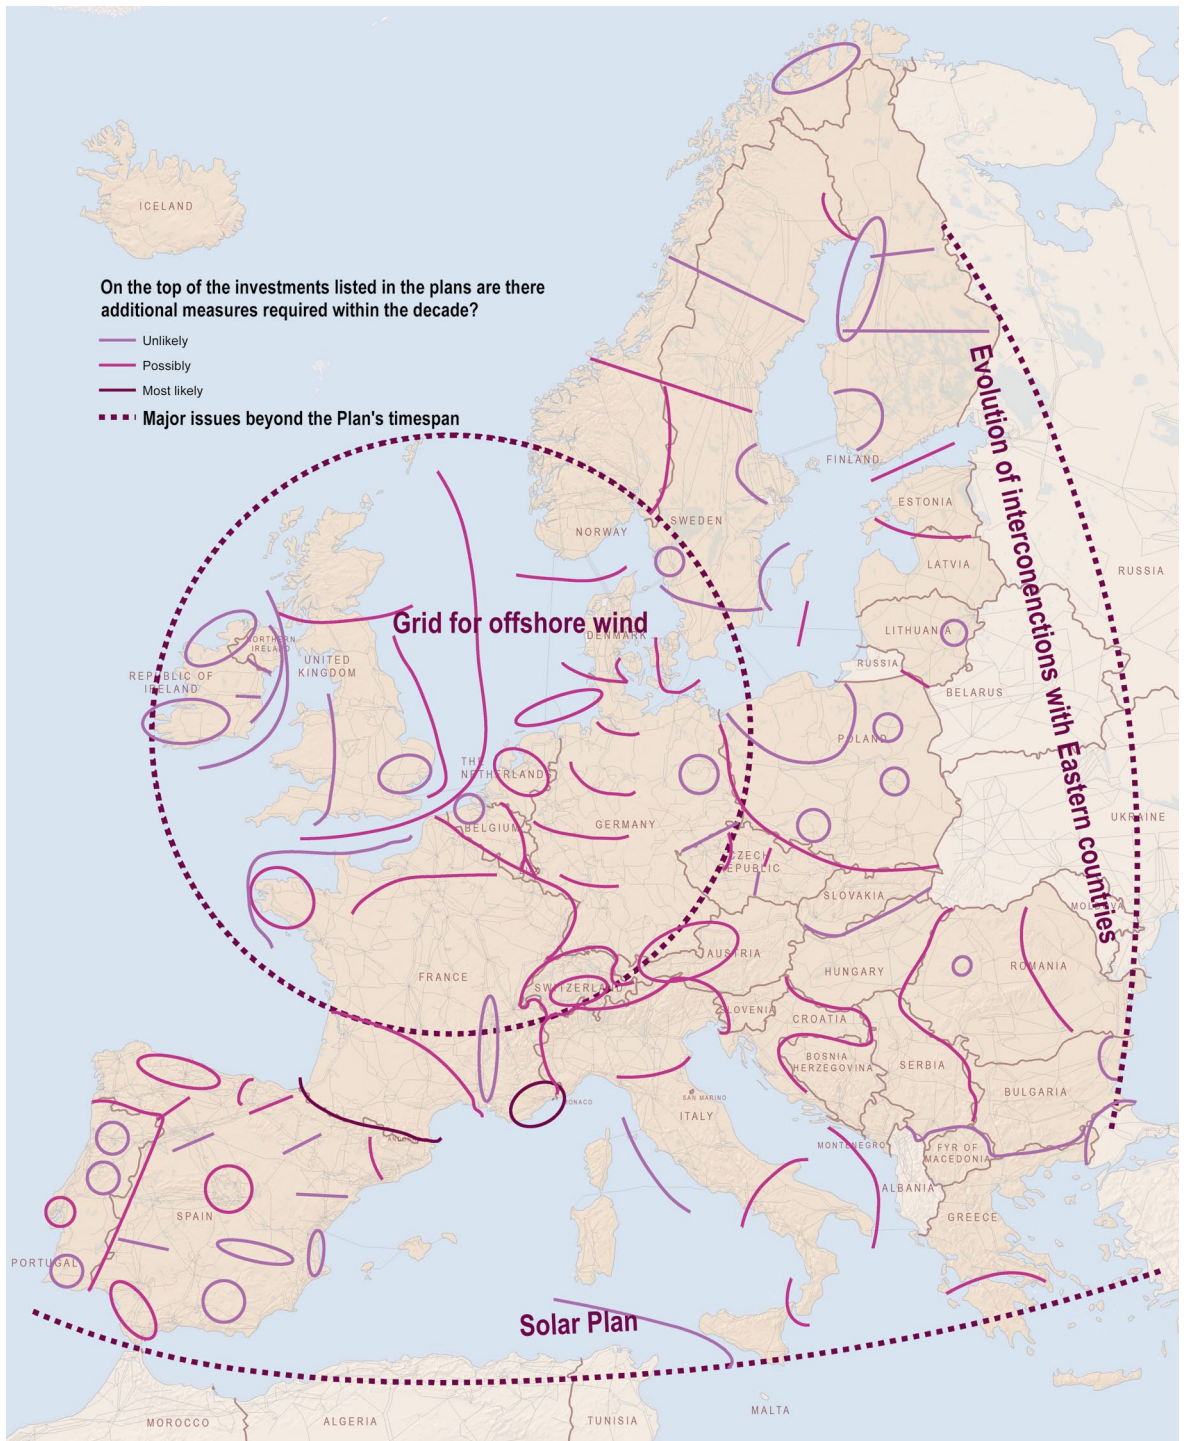 ICELAND
On the top of the investments listed in the plans are there
additional measures required within the decade?
Unlikely
Possibly
Most likely
Major issues beyond the Plan's timespan
Evolution of interconenctions with Eastern countries
FINLAND
NORWAY
SWEDEN
ESTONIA
RUSSIA
LATVIA
Grid for offshore wind
DENMARK
LITHUANIA
NORTHERN
IRELAND
UNITED
KINGDOM
REPUBLIC OF
IRELAND
RUSSIA
BELARUS
POLAND
THE
NETHERLANDS
BELGIUM
GERMANY
UKRAINE
CZECH
REPUBLIC
SLOVAKIA
MOLDOVA
FRANCE
AUSTRIA
HUNGARY
ROMANIA
SWITZERLAND
SLOVENIA
CROATIA
BOSNIA
HERZEGOVINA
SERBIA
BULGARIA
MONACO
SAN MARINO
ITALY
ANDORRA
MONTENEGRO
FYR OF
MACEDONIA
ALBANIA
SPAIN
GREECE
PORTUGAL
Solar Plan
MALTA
MOROCCO
ALGERIA
TUNISIA